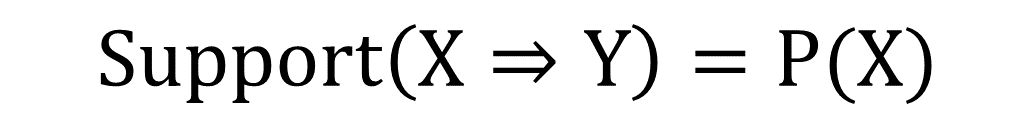 Support(X ⇒ Y) = P(X)